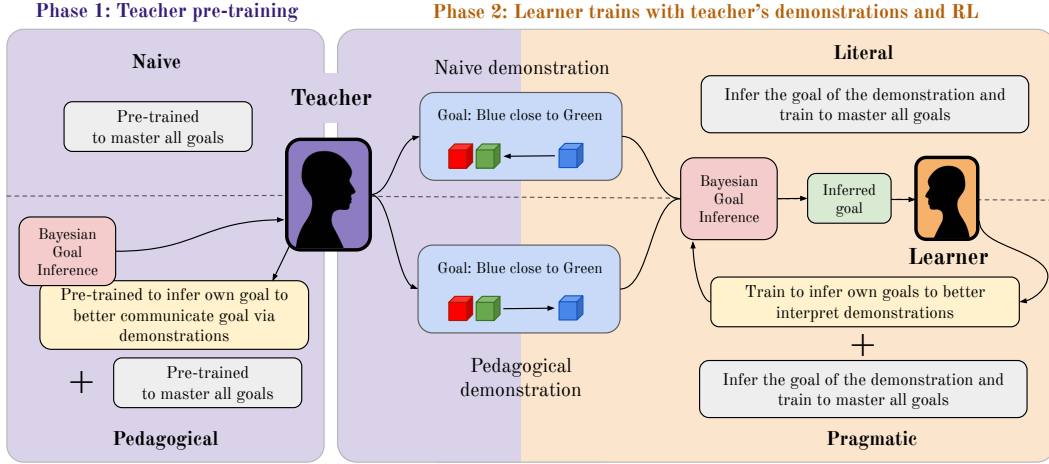 Phase 1: Teacher pre-training
Phase 2: Learner trains with teacher's demonstrations and RL
Naive
Teacher
Pre-trained
to master all goals
Bayesian
Goal
Inference
Pre-trained to infer own goal to
better communicate goal via
demonstrations
+
Pre-trained
to master all goals
Pedagogical
Naive demonstration
Goal: Blue close to Green
Goal: Blue close to Green
Pedagogical
demonstration
Literal
Infer the goal of the demonstration and
train to master all goals
Bayesian
Goal
Inference
Inferred
goal
Learner
Train to infer own goals to better
interpret demonstrations
+
Infer the goal of the demonstration and
train to master all goals
Pragmatic